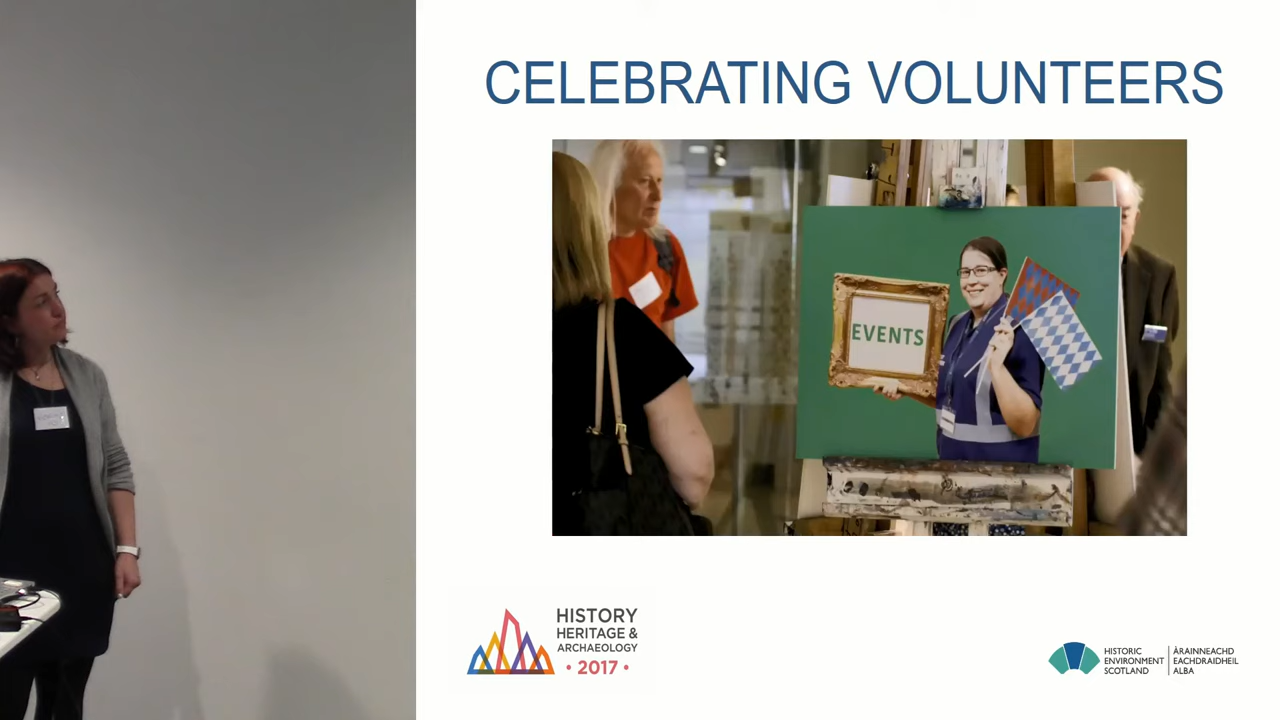 CELEBRATING VOLUNTEERS
EVENTS
HISTORY
HERITAGE &
ARCHAEOLOGY
• 2017 •
HISTORIC
ENVIRONMENT
SCOTLAND
ÀRAINNEACHD
EACHDRAIDHEIL
ALBA